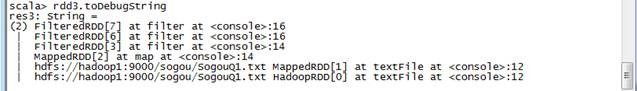 scala> rdd3.toDebugString
res3: String =
(2) FilteredRDD[7] at filter at <console>:16
 |  FilteredRDD[6] at filter at <console>:16
 |  FilteredRDD[3] at filter at <console>:14
 |  MappedRDD[2] at map at <console>:14
 |  hdfs://hadoop1:9000/sogou/SogouQ1.txt MappedRDD[1] at textFile at <console>:12
 |  hdfs://hadoop1:9000/sogou/SogouQ1.txt HadoopRDD[0] at textFile at <console>:12